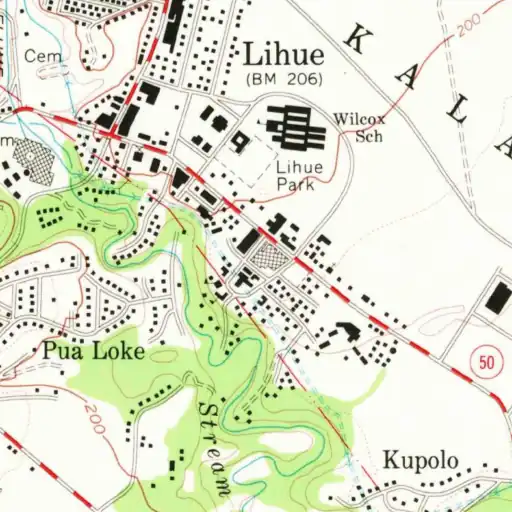 Cem
Lihue
(BM 206)
200
K
A
L
A
Wilcox
Sch
Lihue
Park
Pua Loke
50
200
Stream
Kupolo